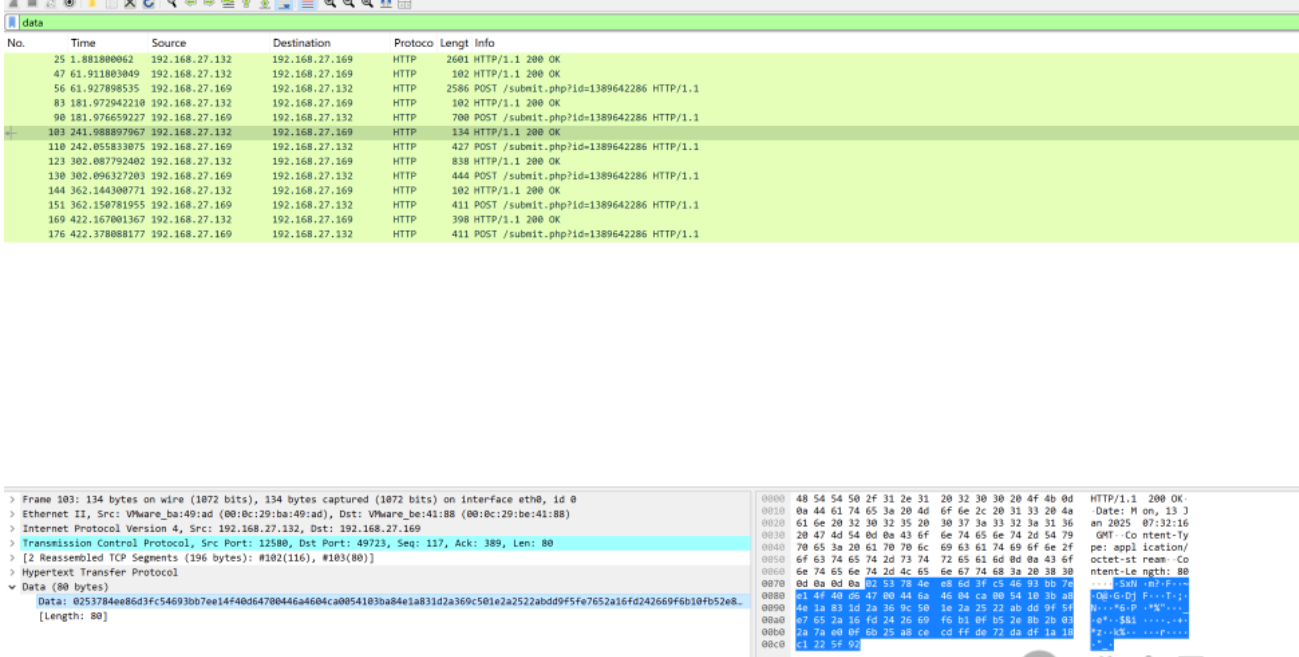 data
No. Time Source Destination Protoco Lengt Info
25 1.881800062 192.168.27.132 192.168.27.169 HTTP 2601 HTTP/1.1 200 OK
47 61.911803049 192.168.27.132 192.168.27.169 HTTP 102 HTTP/1.1 200 OK
56 61.927898535 192.168.27.169 192.168.27.132 HTTP 2586 POST /submit.php?id=1389642286 HTTP/1.1
83 181.972942210 192.168.27.132 192.168.27.169 HTTP 102 HTTP/1.1 200 OK
90 181.976659227 192.168.27.169 192.168.27.132 HTTP 700 POST /submit.php?id=1389642286 HTTP/1.1
103 241.988897967 192.168.27.132 192.168.27.169 HTTP 134 HTTP/1.1 200 OK
110 242.055833075 192.168.27.169 192.168.27.132 HTTP 427 POST /submit.php?id=1389642286 HTTP/1.1
123 302.087792402 192.168.27.132 192.168.27.169 HTTP 838 HTTP/1.1 200 OK
130 302.096327203 192.168.27.169 192.168.27.132 HTTP 444 POST /submit.php?id=1389642286 HTTP/1.1
144 362.144300771 192.168.27.132 192.168.27.169 HTTP 102 HTTP/1.1 200 OK
151 362.150781955 192.168.27.169 192.168.27.132 HTTP 411 POST /submit.php?id=1389642286 HTTP/1.1
169 422.167001367 192.168.27.132 192.168.27.169 HTTP 398 HTTP/1.1 200 OK
176 422.378088177 192.168.27.169 192.168.27.132 HTTP 411 POST /submit.php?id=1389642286 HTTP/1.1
Frame 103: 134 bytes on wire (1072 bits), 134 bytes captured (1072 bits) on interface eth0, id 0
Ethernet II, Src: VMware_ba:49:ad (00:0c:29:ba:49:ad), Dst: VMware_be:41:88 (00:0c:29:be:41:88)
Internet Protocol Version 4, Src: 192.168.27.132, Dst: 192.168.27.169
Transmission Control Protocol, Src Port: 12580, Dst Port: 49723, Seq: 117, Ack: 389, Len: 80
[2 Reassembled TCP Segments (196 bytes): #102(116), #103(80)]
Hypertext Transfer Protocol
Data (80 bytes)
Data: 0253784ee86d3fc54693bb7ee14f40d64700446a4604ca0054103ba84e1a831d2a369c501e2a2522abdd9f5fe7652a16fd242669f6b10fb52e8…
[Length: 80]
0000 48 54 54 50 2f 31 2e 31 20 32 30 30 20 4f 4b 0d HTTP/1.1 200 OK·
0010 0a 44 61 74 65 3a 20 4d 6f 6e 2c 20 31 33 20 4a ·Date: M on, 13 J
0020 61 6e 20 32 30 32 35 20 30 37 3a 33 32 3a 31 36 an 2025 07:32:16
0030 20 47 4d 54 0d 0a 43 6f 6e 74 65 6e 74 2d 54 79 GMT··Co ntent-Ty
0040 70 65 3a 20 61 70 70 6c 69 63 61 74 69 6f 6e 2f pe: appl ication/
0050 6f 63 74 65 74 2d 73 74 72 65 61 6d 0d 0a 43 6f octet-st ream··Co
0060 6e 74 65 6e 74 2d 4c 65 6e 67 74 68 3a 20 38 30 ntent-Le ngth: 80
0070 0d 0a 0d 0a 02 53 78 4e e8 6d 3f c5 46 93 bb 7e ·····SxN ·m?·F··~
0080 e1 4f 40 d6 47 00 44 6a 46 04 ca 00 54 10 3b a8 ·O@·G·Dj F···T·;·
0090 4e 1a 83 1d 2a 36 9c 50 1e 2a 25 22 ab dd 9f 5f N···*6·P ·*%"···_
00a0 e7 65 2a 16 fd 24 26 69 f6 b1 0f b5 2e 8b 2b 03 ·e*··$&i ····.·+·
00b0 2a 7a e0 0f 6b 25 a8 ce cd ff de 72 da df 1a 18 *z··k%·· ···r····
00c0 c1 22 5f 92 ·"_·